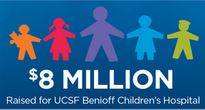 $8 MILLION
Raised for UCSF Benioff Children's Hospital